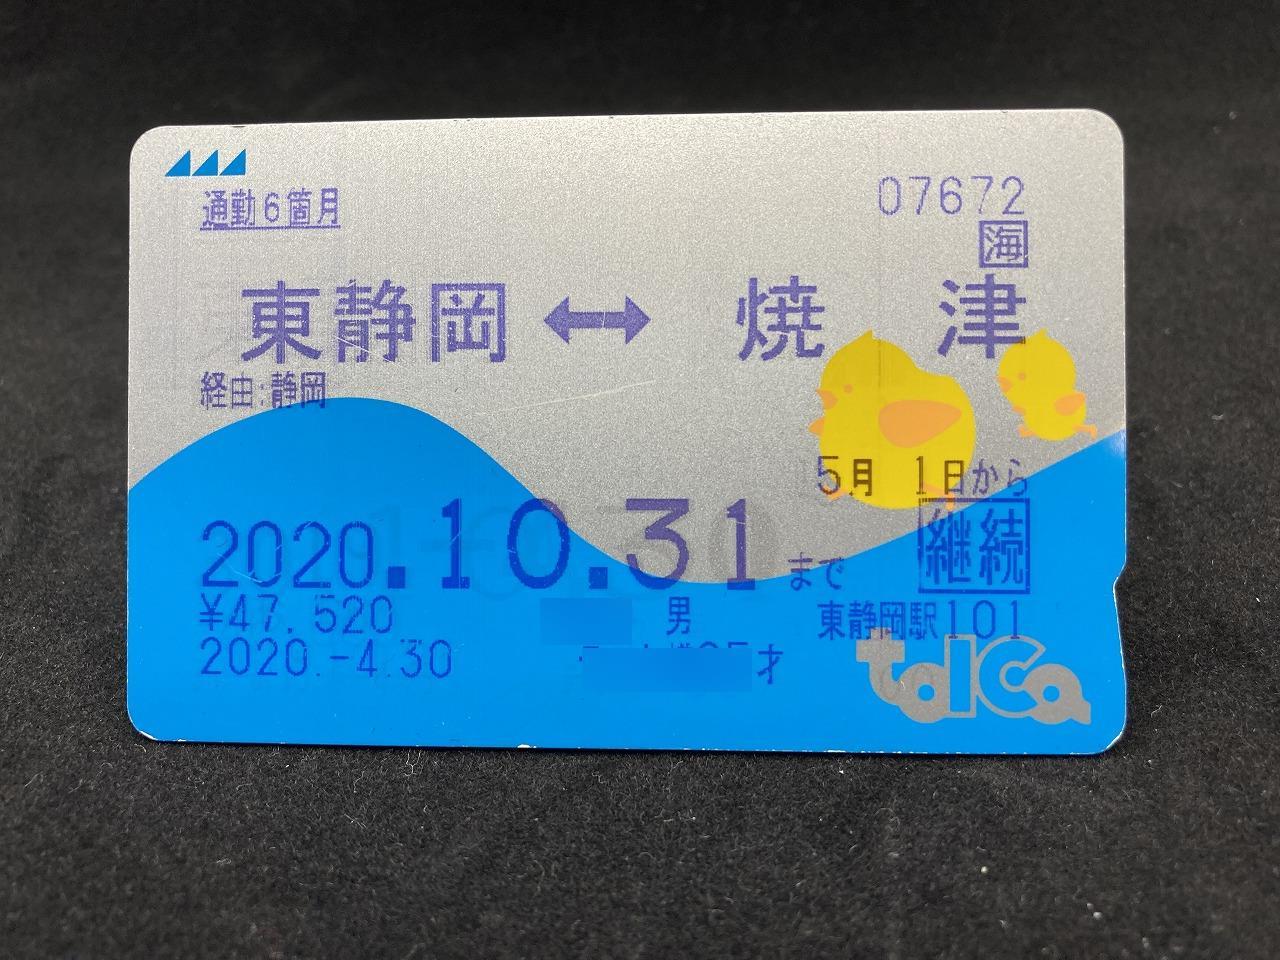 通勤6箇月
07672
海
東静岡 ↔ 焼津
経由:静岡
5月 1日から
2020.10.31まで
継続
¥47,520
男
東静岡駅101
2020.-4.30
才
toICa